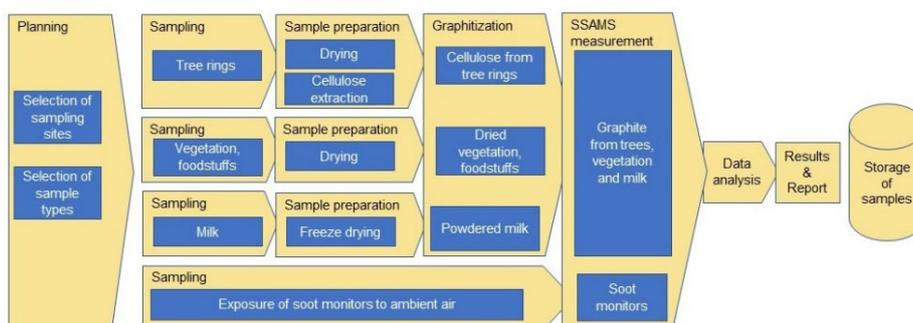 Planning
Selection of
sampling
sites
Selection of
sample
types
Sampling
Tree rings
Sample preparation
Drying
Cellulose
extraction
Graphitization
Cellulose from
tree rings
Sampling
Vegetation,
foodstuffs
Sample preparation
Drying
Dried
vegetation,
foodstuffs
Sampling
Milk
Sample preparation
Freeze drying
Powdered milk
Sampling
Exposure of soot monitors to ambient air
SSAMS
measurement
Graphite
from trees,
vegetation
and milk
Soot
monitors
Data
analysis
Results
&
Report
Storage
of
samples